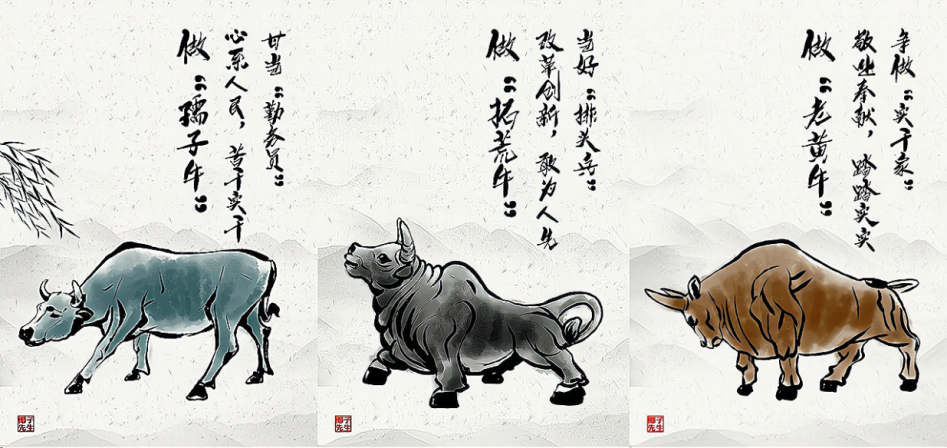 甘当“勤务员”
心系人民，苦干实干
做“孺子牛”
当好“排头兵”
改革创新，敢为人先
做“拓荒牛”
争做“实干家”
敬业奉献，踏踏实实
做“老黄牛”